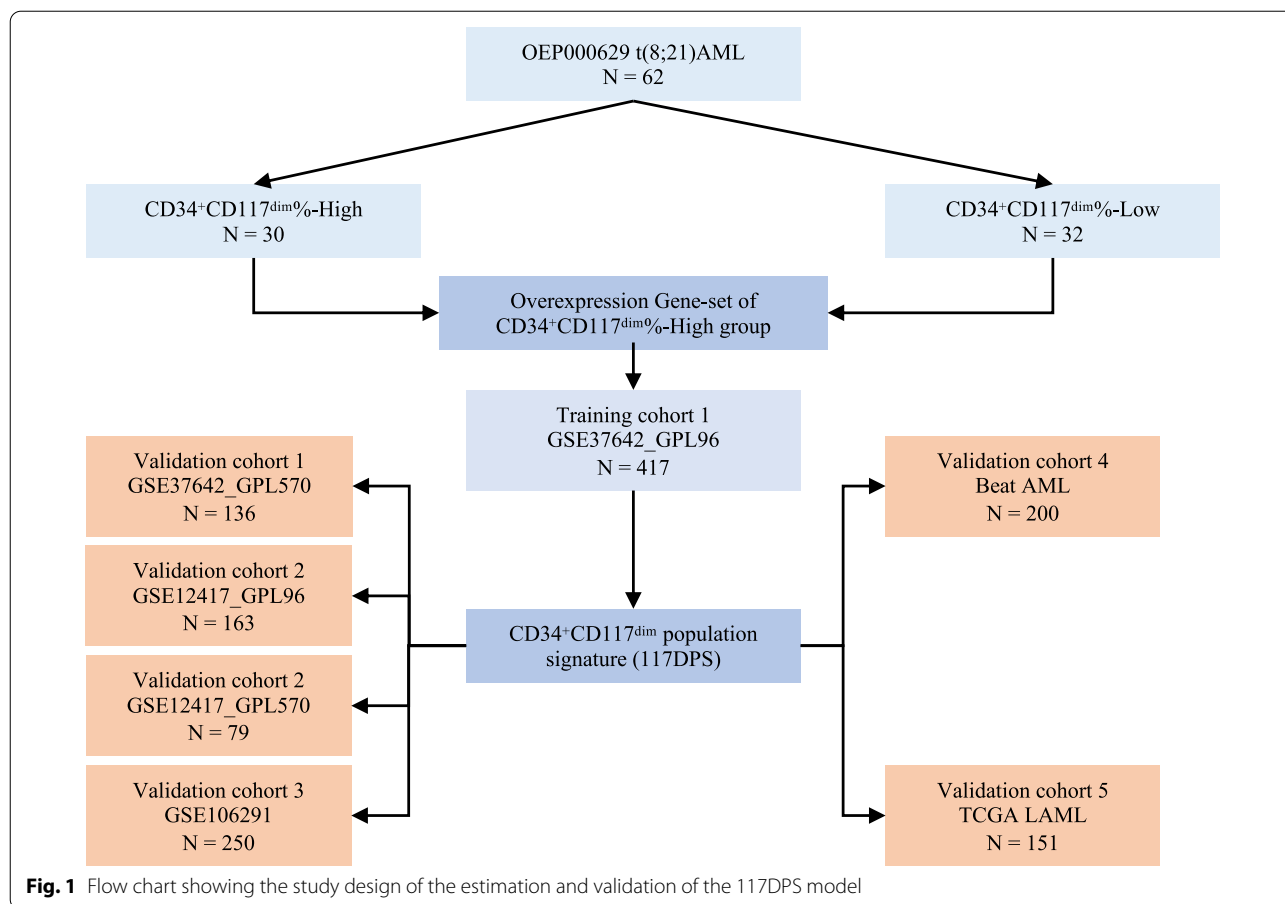 OEP000629 t(8;21)AML
N = 62
CD34⁺CD117ᵈⁱᵐ%-High
N = 30
CD34⁺CD117ᵈⁱᵐ%-Low
N = 32
Overexpression Gene-set of
CD34⁺CD117ᵈⁱᵐ%-High group
Training cohort 1
GSE37642_GPL96
N = 417
Validation cohort 1
GSE37642_GPL570
N = 136
Validation cohort 4
Beat AML
N = 200
Validation cohort 2
GSE12417_GPL96
N = 163
CD34⁺CD117ᵈⁱᵐ population
signature (117DPS)
Validation cohort 2
GSE12417_GPL570
N = 79
Validation cohort 3
GSE106291
N = 250
Validation cohort 5
TCGA LAML
N = 151
Fig. 1 Flow chart showing the study design of the estimation and validation of the 117DPS model